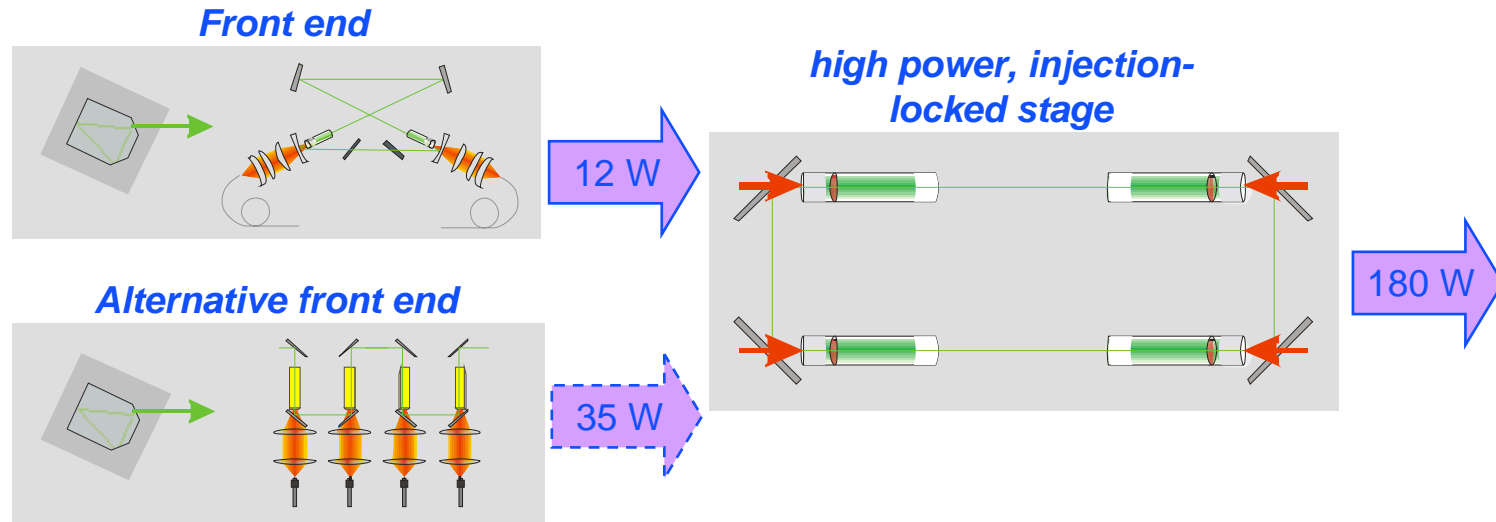 Front end
12 W
Alternative front end
35 W
high power, injection-
locked stage
180 W